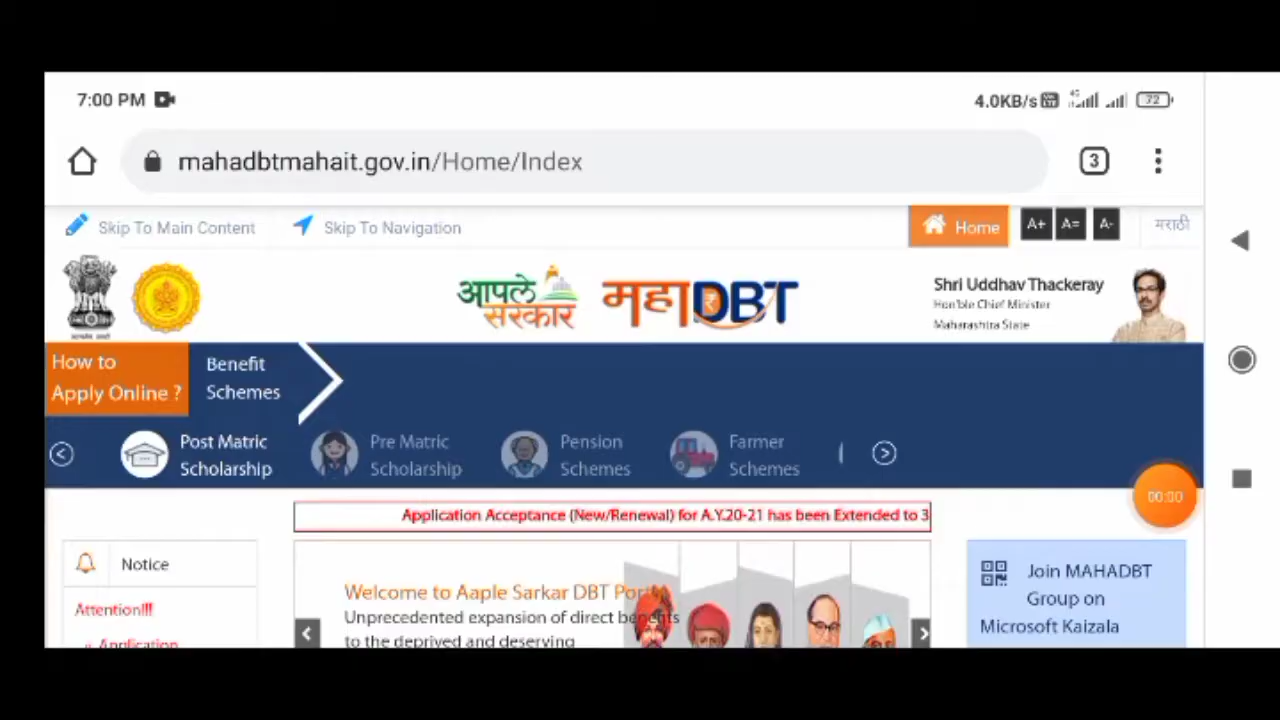 7:00 PM
4.0KB/s
4G
72
mahadbtmahait.gov.in/Home/Index
3
Skip To Main Content
Skip To Navigation
Home
A+
A=
A-
मराठी
आपले
सरकार
महाDBT
Shri Uddhav Thackeray
Hon'ble Chief Minister
Maharashtra State
How to
Apply Online ?
Benefit
Schemes
Post Matric
Scholarship
Pre Matric
Scholarship
Pension
Schemes
Farmer
Schemes
00:00
Application Acceptance (New/Renewal) for A.Y.20-21 has been Extended to 3
Notice
Attention!!!
Application
Welcome to Aaple Sarkar DBT Portal
Unprecedented expansion of direct benefits
to the deprived and deserving
Join MAHADBT
Group on
Microsoft Kaizala